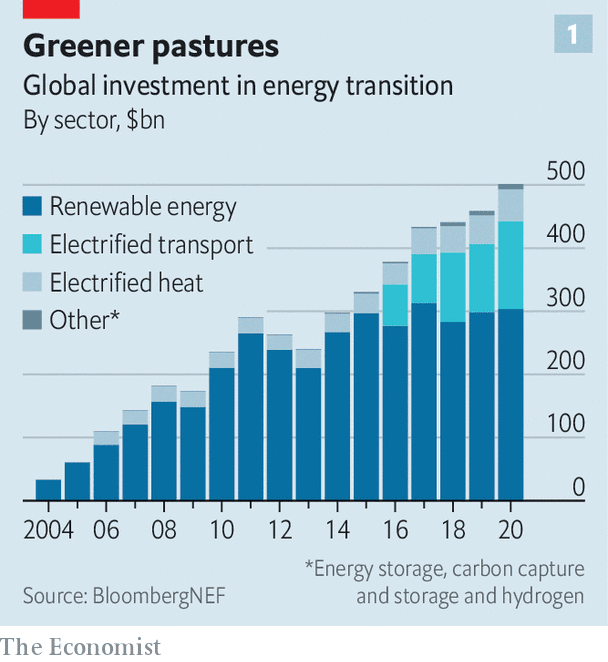 1
Greener pastures
Global investment in energy transition
By sector, $bn
500
Renewable energy
Electrified transport
400
Electrified heat
300
Other*
200
100
0
2004 06 08 10 12 14 16 18 20
*Energy storage, carbon capture
Source: BloombergNEF
and storage and hydrogen
The Economist